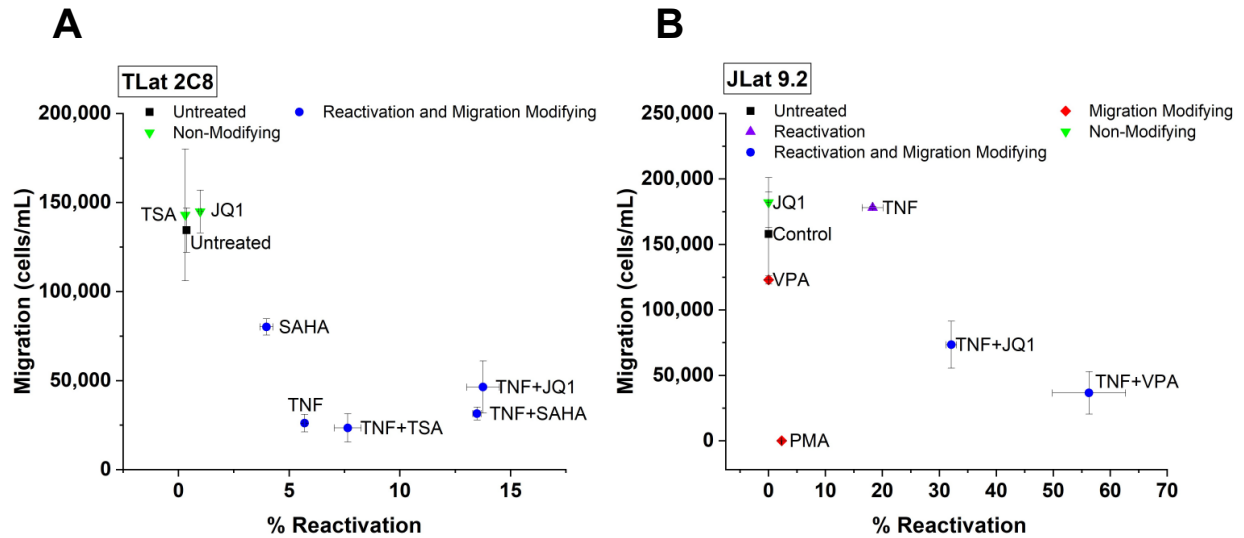 A
TLat 2C8
Untreated
Reactivation and Migration Modifying
Non-Modifying
200,000
150,000
100,000
50,000
0
Migration (cells/mL)
TSA
JQ1
Untreated
SAHA
TNF
TNF+TSA
TNF+JQ1
TNF+SAHA
0 5 10 15
% Reactivation
B
JLat 9.2
Untreated
Migration Modifying
Reactivation
Non-Modifying
Reactivation and Migration Modifying
250,000
200,000
150,000
100,000
50,000
0
Migration (cells/mL)
JQ1
TNF
Control
VPA
TNF+JQ1
TNF+VPA
PMA
0 10 20 30 40 50 60 70
% Reactivation